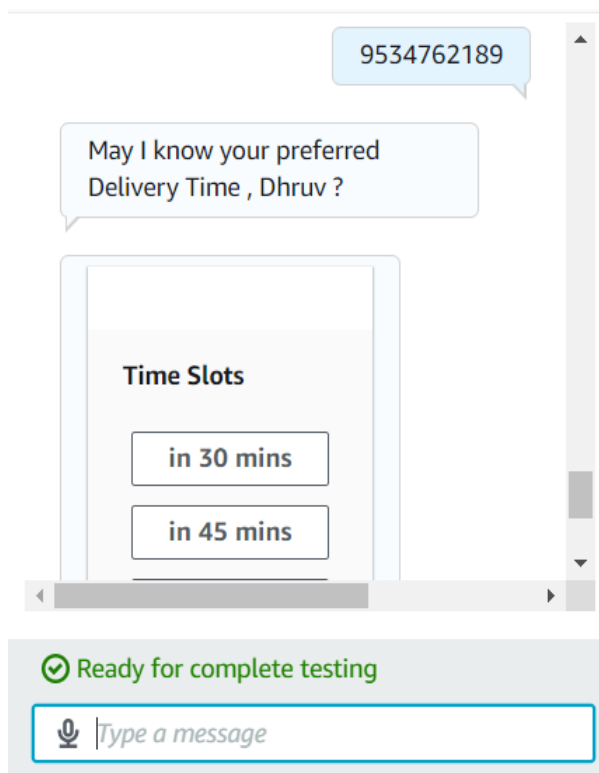 9534762189
May I know your preferred
Delivery Time , Dhruv ?
Time Slots
in 30 mins
in 45 mins
Ready for complete testing
Type a message